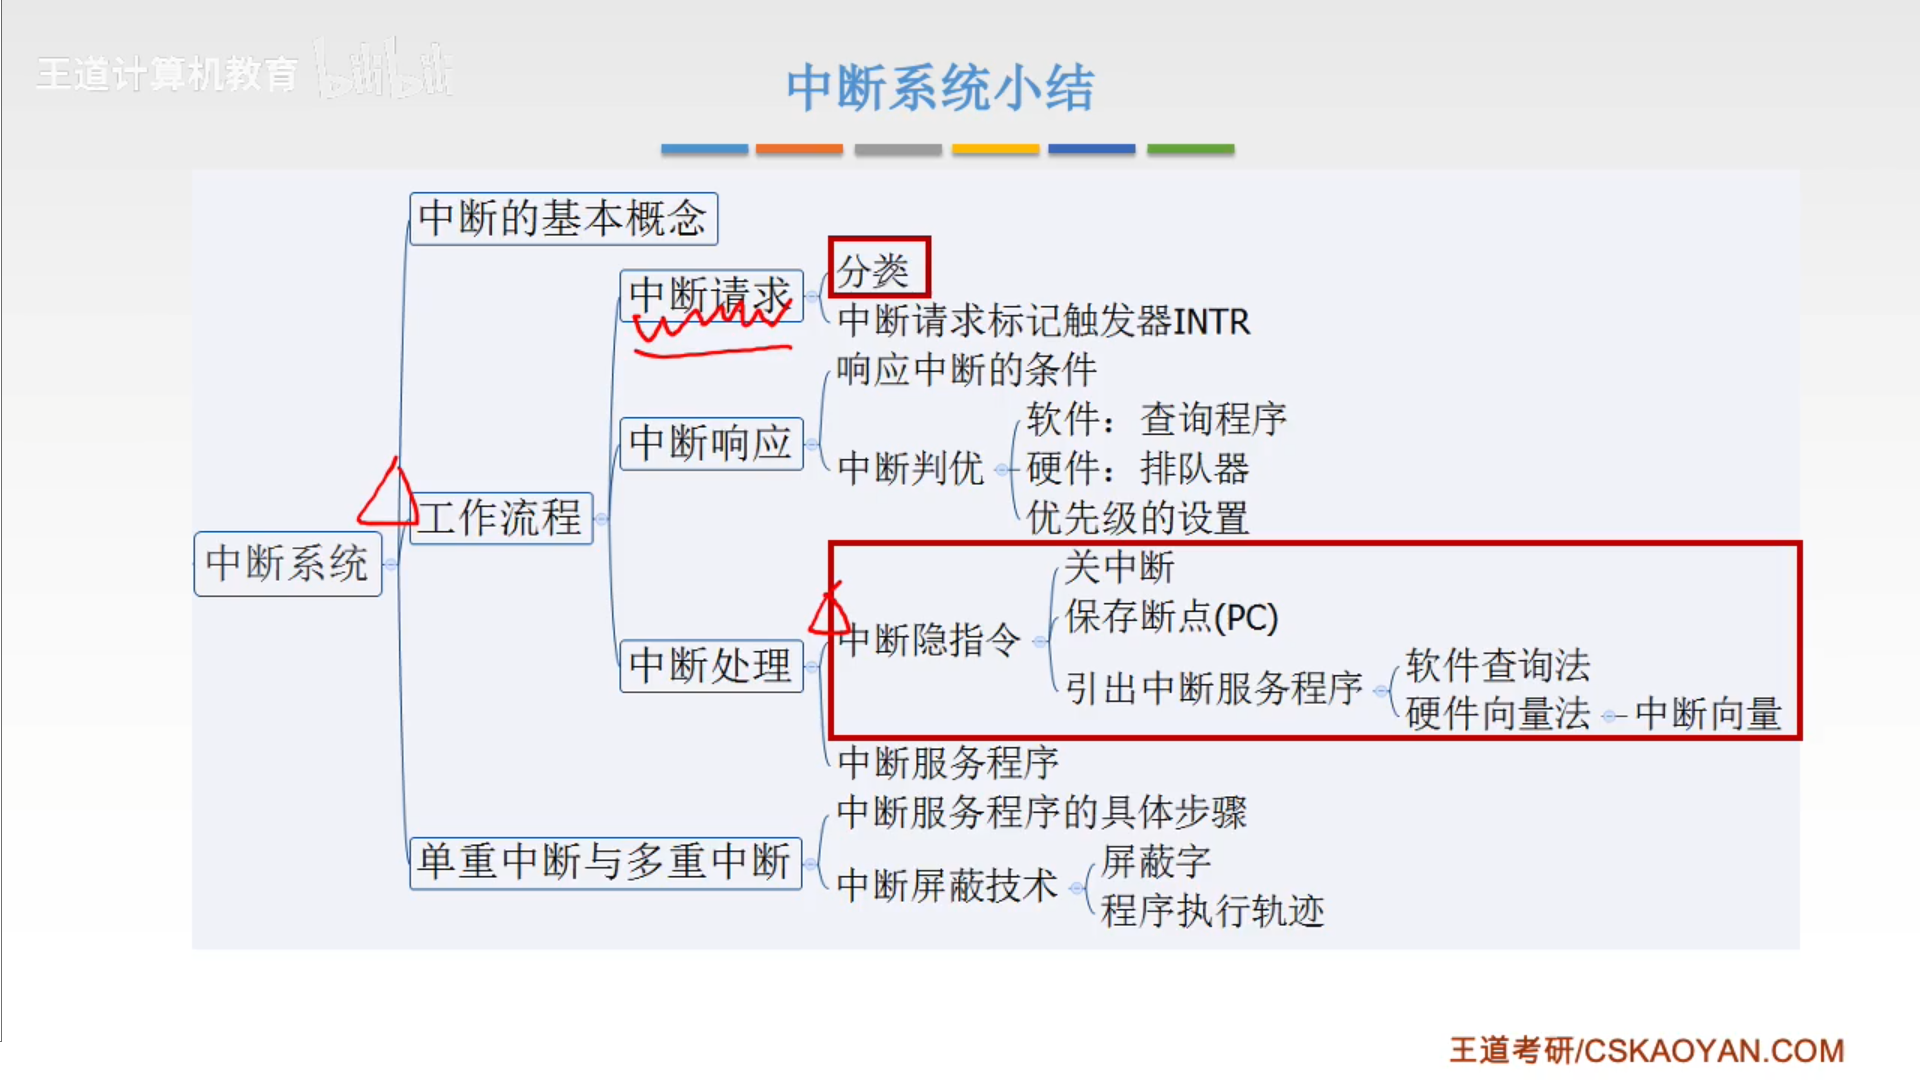 王道计算机教育 bilibili
中断系统小结
中断的基本概念
分类
中断请求
中断请求标记触发器INTR
响应中断的条件
软件：查询程序
中断响应
中断判优
硬件：排队器
优先级的设置
工作流程
中断系统
关中断
保存断点(PC)
中断隐指令
中断处理
引出中断服务程序
软件查询法
硬件向量法
中断向量
中断服务程序
中断服务程序的具体步骤
单重中断与多重中断
屏蔽字
中断屏蔽技术
程序执行轨迹
王道考研/CSKAOYAN.COM